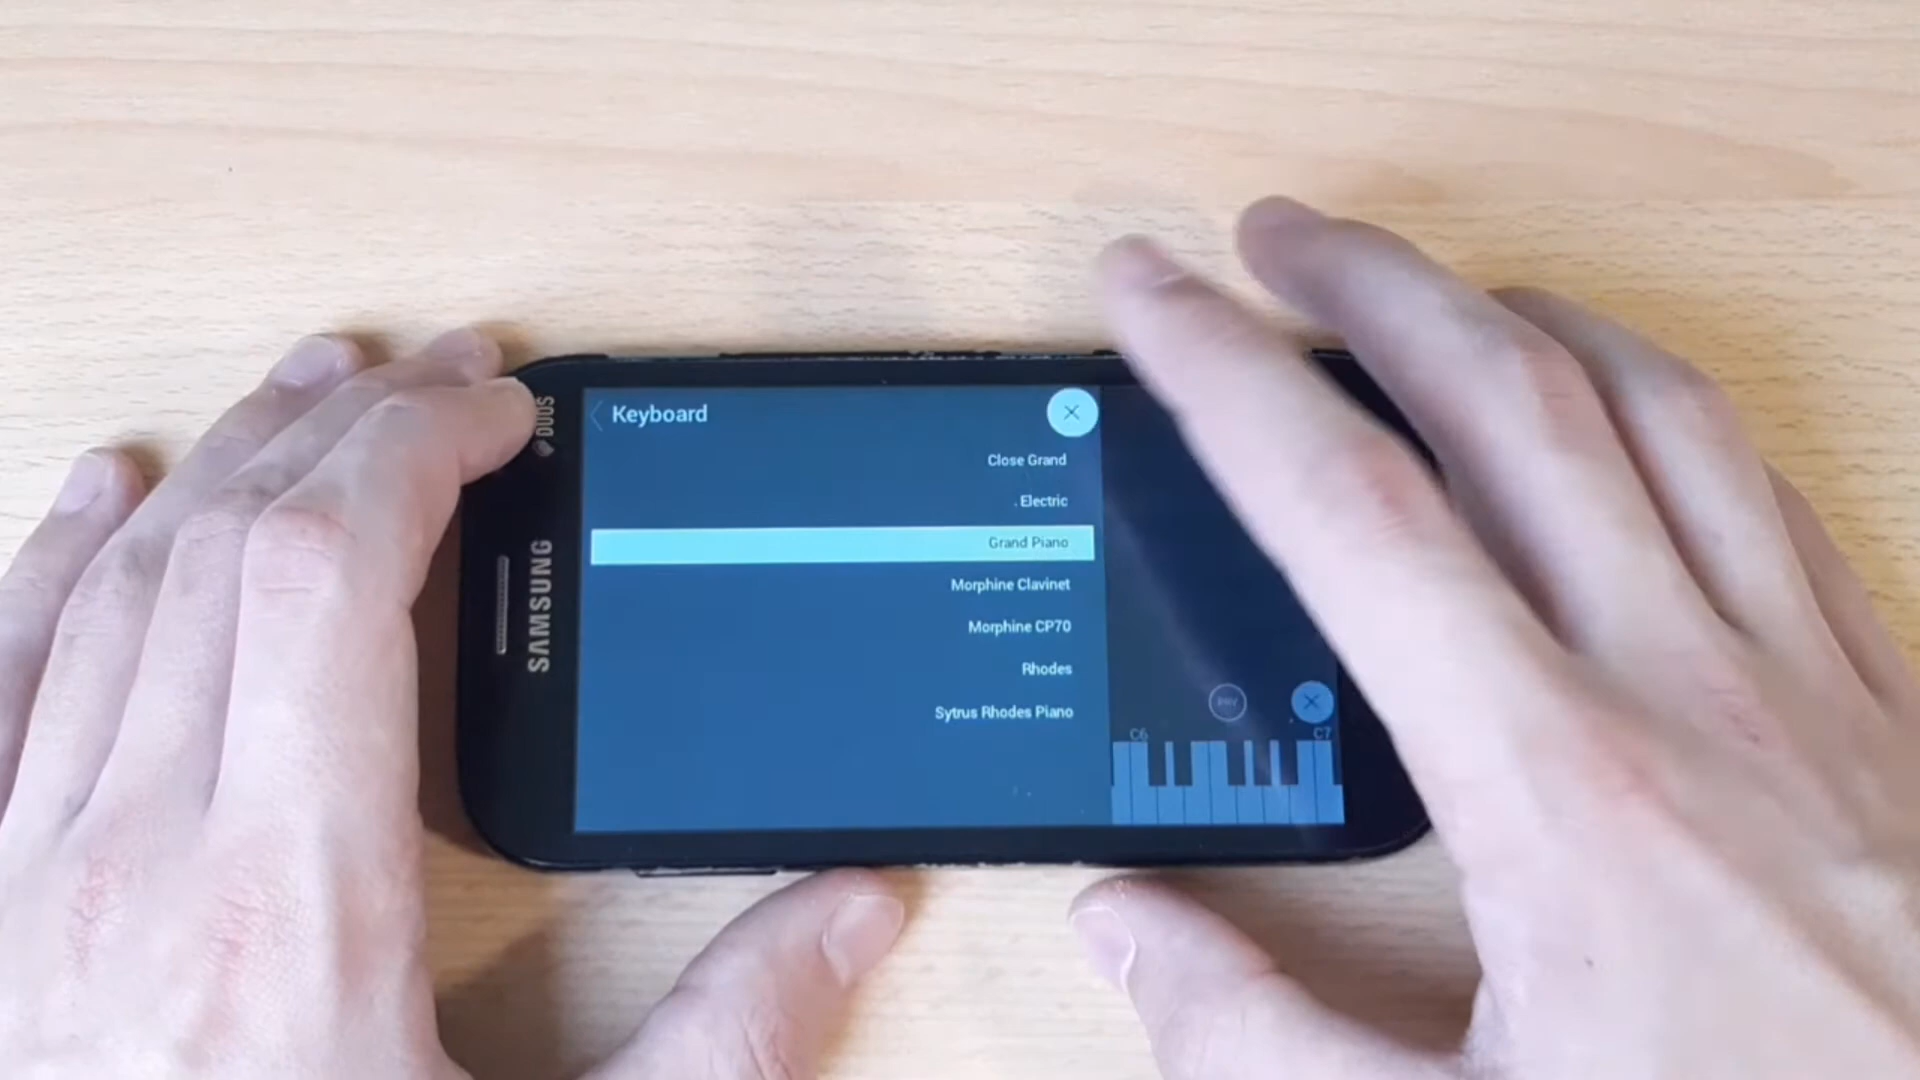 DUOS
SAMSUNG
Keyboard
Close Grand
Electric
Grand Piano
Morphine Clavinet
Morphine CP70
Rhodes
Sytrus Rhodes Piano
C6
C7